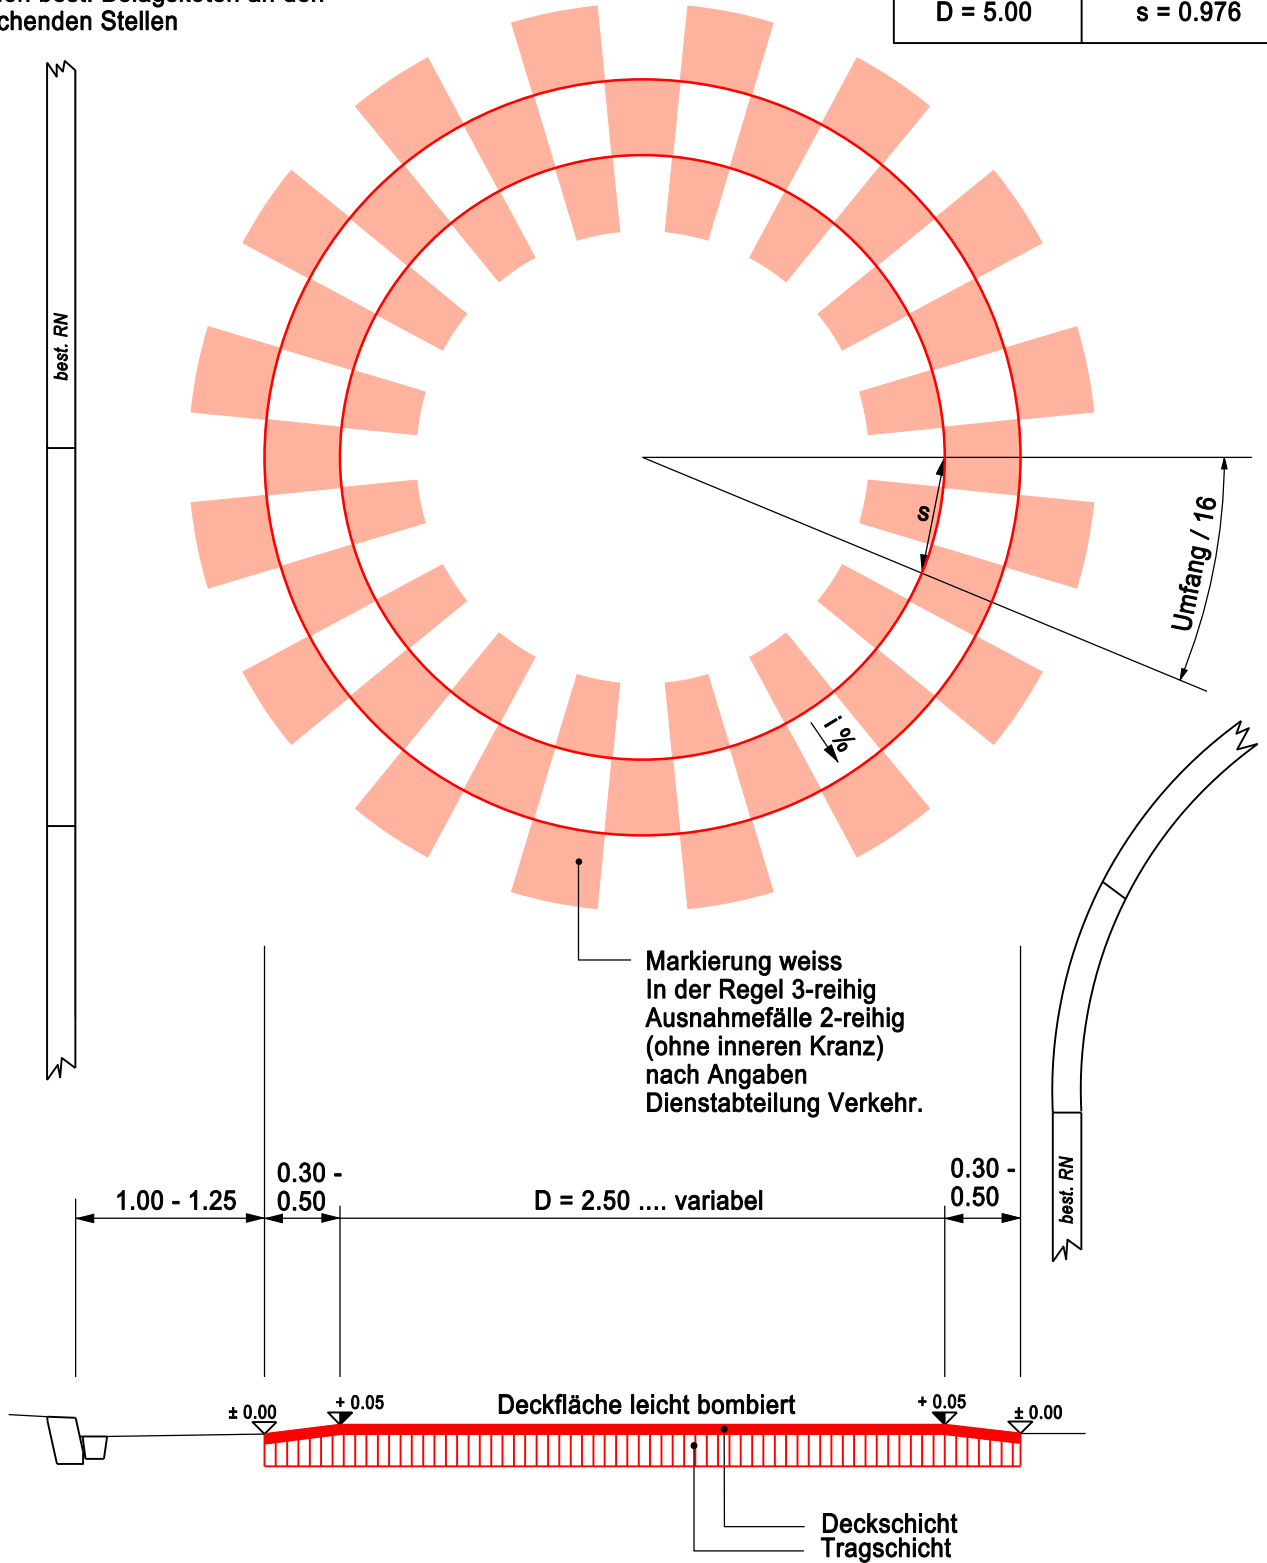 chenden Stellen
D = 5.00
s = 0.976
best. RN
s
Umfang / 16
i %
Markierung weiss
In der Regel 3-reihig
Ausnahmefälle 2-reihig
(ohne inneren Kranz)
nach Angaben
Dienstabteilung Verkehr.
1.00 - 1.25
0.30 -
0.50
D = 2.50 .... variabel
0.30 -
0.50
best. RN
± 0.00
+ 0.05
Deckfläche leicht bombiert
+ 0.05
± 0.00
Deckschicht
Tragschicht